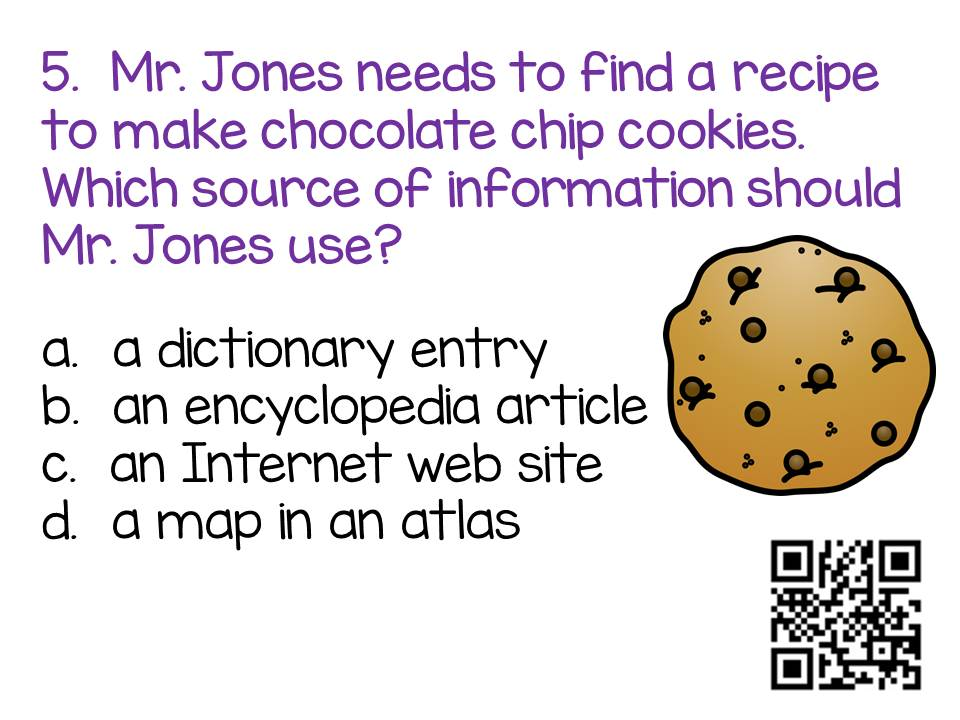 5. Mr. Jones needs to find a recipe
to make chocolate chip cookies.
Which source of information should
Mr. Jones use?
a. a dictionary entry
b. an encyclopedia article
c. an Internet web site
d. a map in an atlas